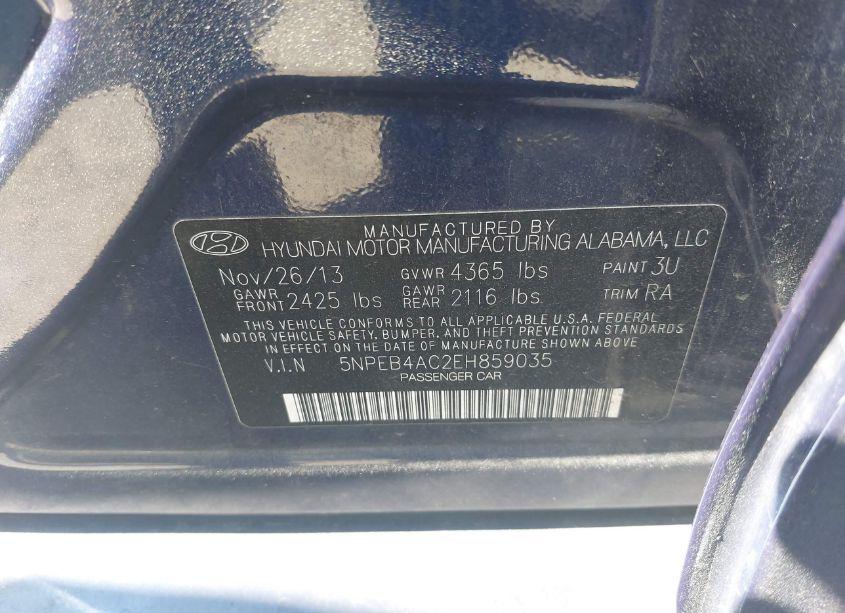 MANUFACTURED BY
HYUNDAI MOTOR MANUFACTURING ALABAMA, LLC
Nov/26/13 GVWR 4365 lbs PAINT 3U
GAWR FRONT 2425 lbs GAWR REAR 2116 lbs TRIM RA
THIS VEHICLE CONFORMS TO ALL APPLICABLE U.S.A. FEDERAL
MOTOR VEHICLE SAFETY, BUMPER, AND THEFT PREVENTION STANDARDS
IN EFFECT ON THE DATE OF MANUFACTURE SHOWN ABOVE
V.I.N 5NPEB4AC2EH859035
PASSENGER CAR